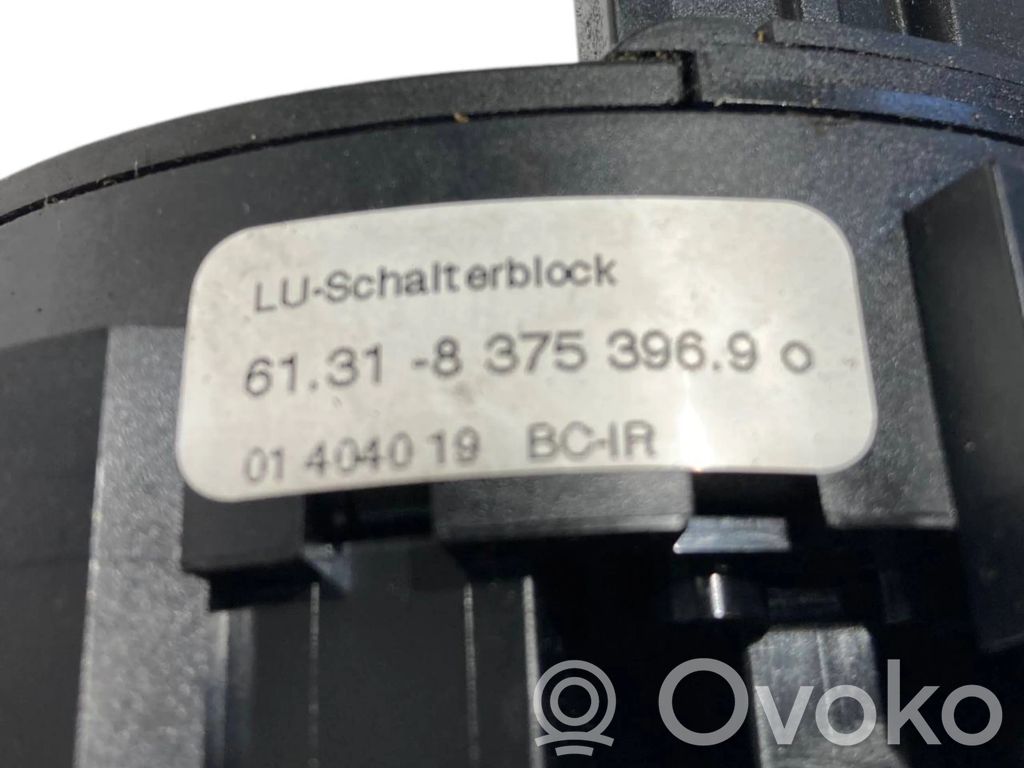 LU-Schalterblock
61.31 -8 375 396.9 o
01 4040 19 BC-IR
Ovoko